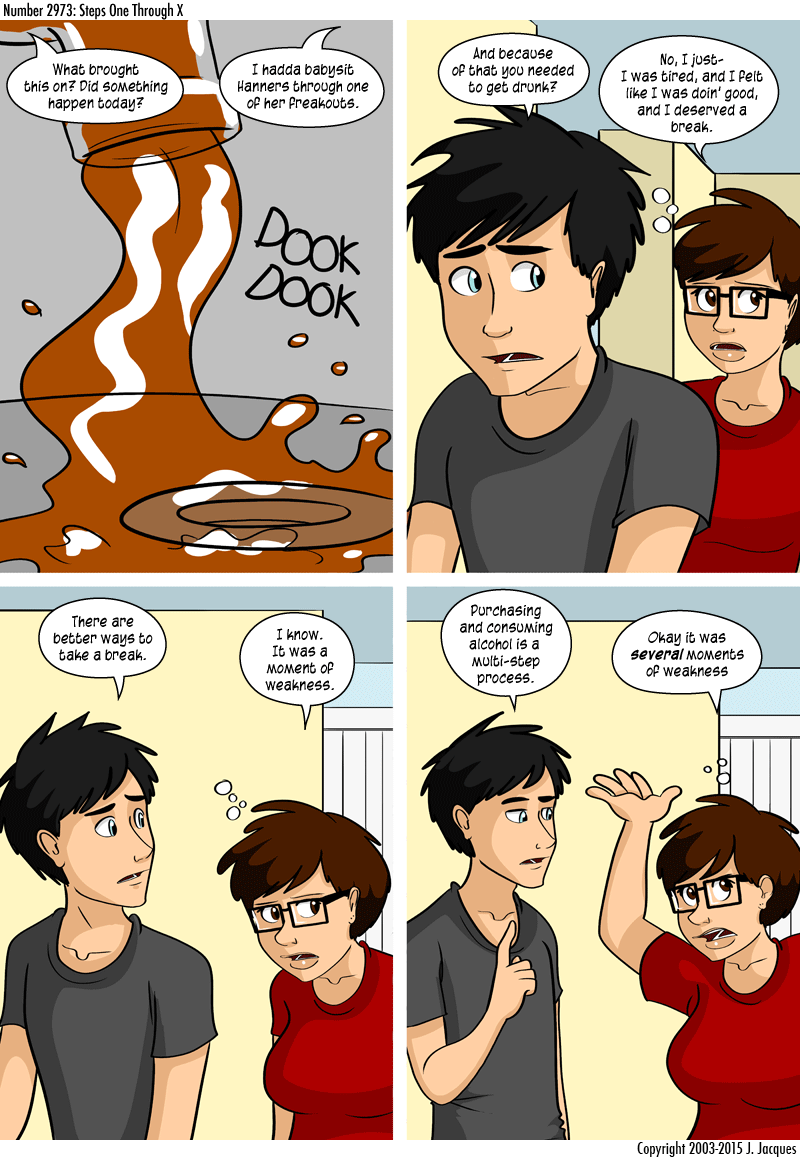 Number 2973: Steps One Through X
What brought
this on? Did something
happen today?
I hadda babysit
Hanners through one
of her freakouts.
DOOK
DOOK
And because
of that you needed
to get drunk?
No, I just-
I was tired, and I felt
like I was doin' good,
and I deserved a
break.
There are
better ways to
take a break.
I know.
It was a
moment of
weakness.
Purchasing
and consuming
alcohol is a
multi-step
process.
Okay it was
several moments
of weakness
Copyright 2003-2015 J. Jacques